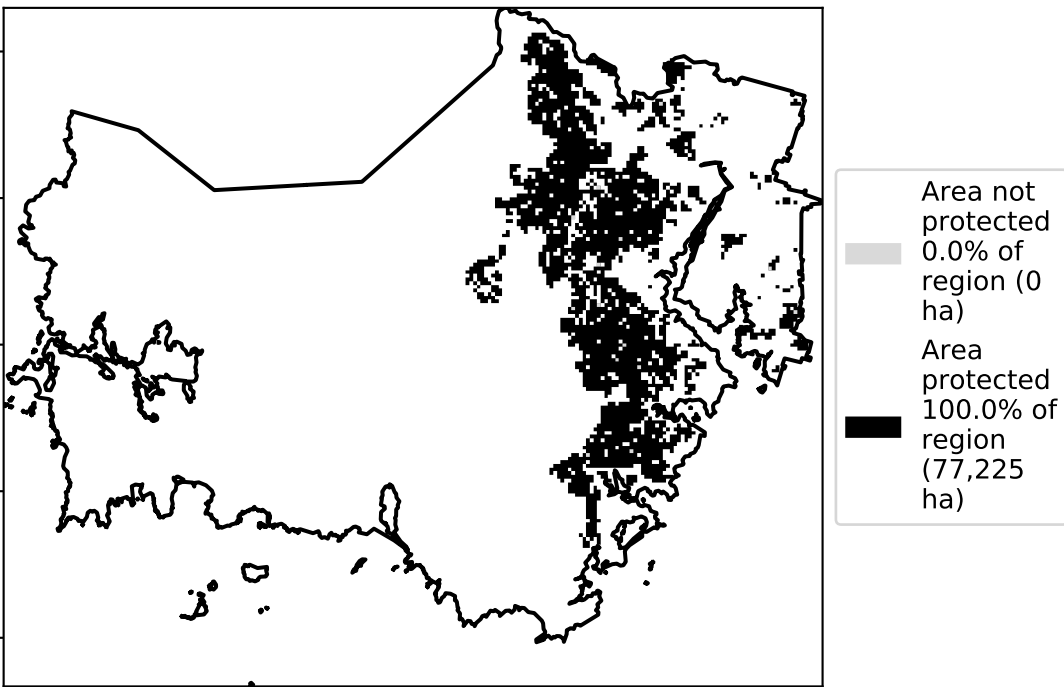 Area not
protected
0.0% of
region (0
ha)
Area
protected
100.0% of
region
(77,225
ha)